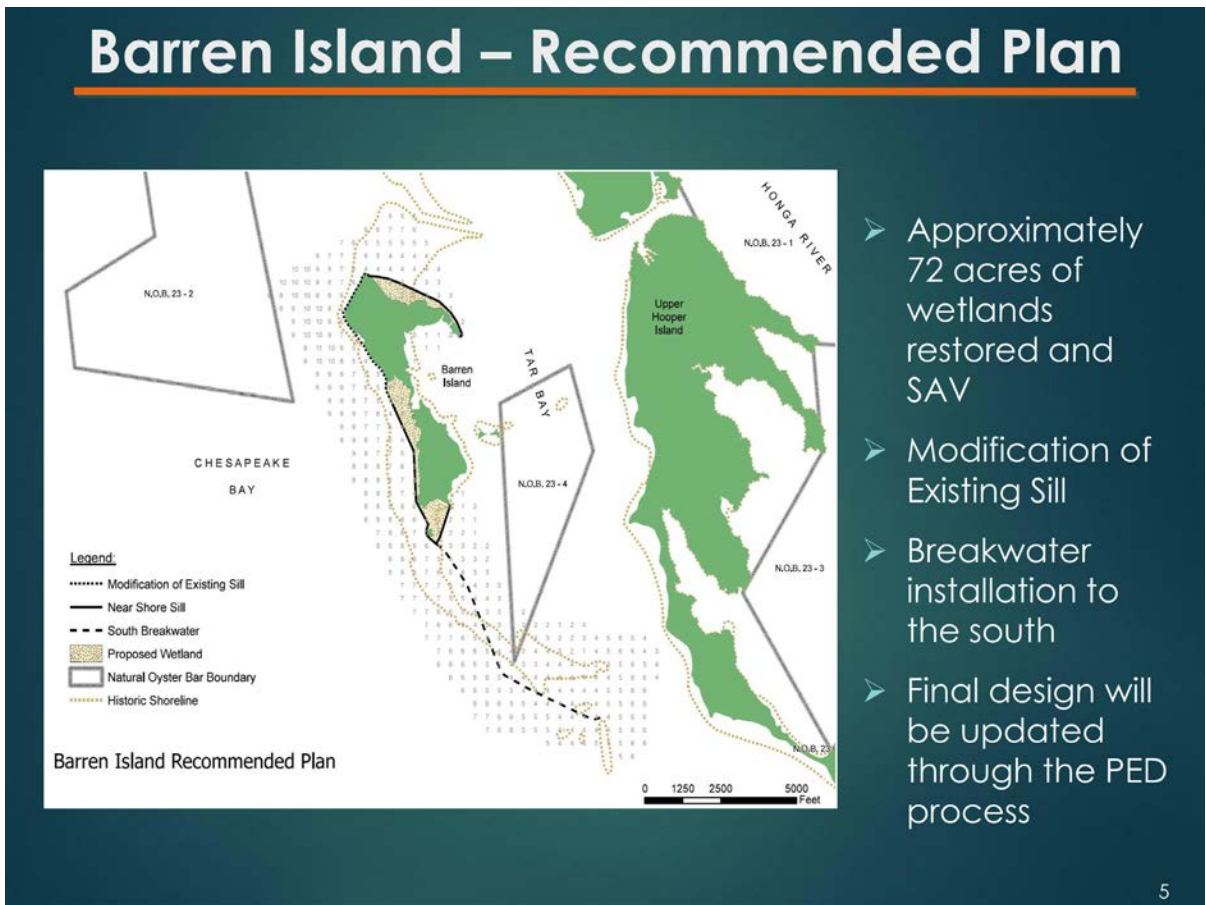 Barren Island – Recommended Plan
HONGA RIVER
N.O.B. 23 - 1
N.O.B. 23 - 2
Upper
Hooper
Island
Barren
Island
TAR BAY
CHESAPEAKE
BAY
N.O.B. 23 - 4
N.O.B. 23 - 3
N.O.B. 23
Legend:
Modification of Existing Sill
Near Shore Sill
South Breakwater
Proposed Wetland
Natural Oyster Bar Boundary
Historic Shoreline
Barren Island Recommended Plan
0 1250 2500 5000
Feet
➢ Approximately
72 acres of
wetlands
restored and
SAV
➢ Modification of
Existing Sill
➢ Breakwater
installation to
the south
➢ Final design will
be updated
through the PED
process
5